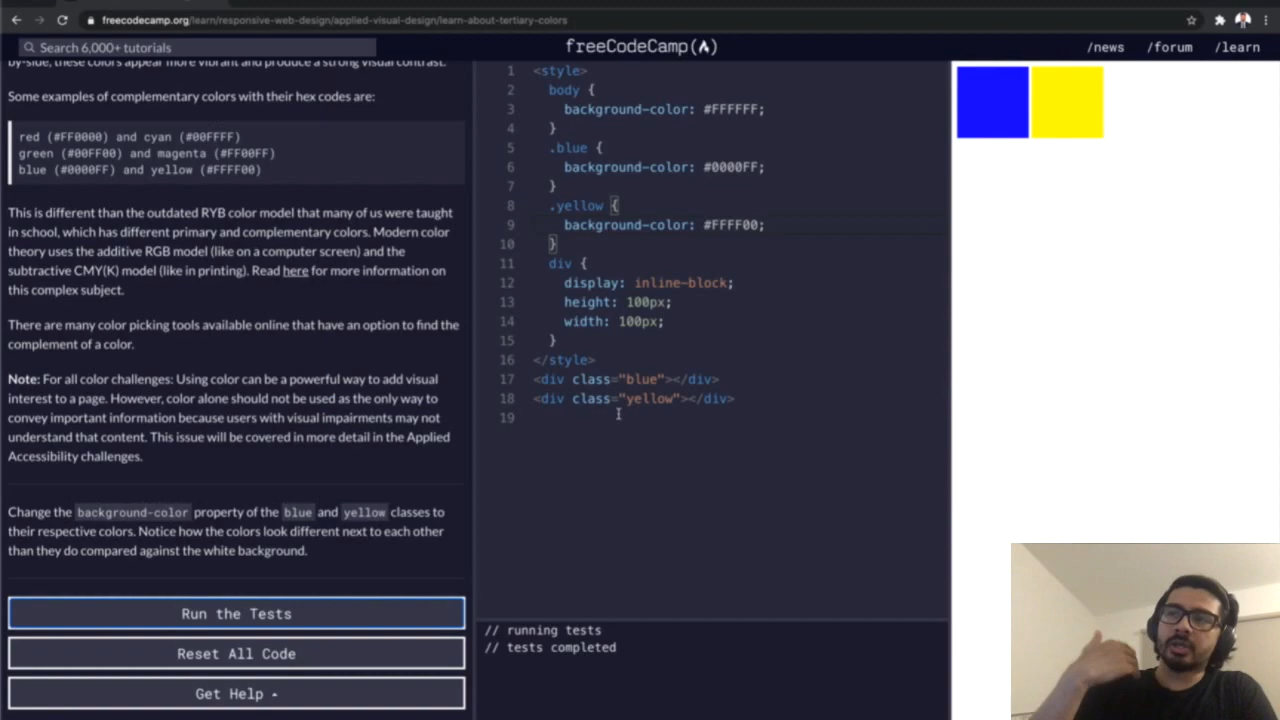 freecodecamp.org/learn/responsive-web-design/applied-visual-design/learn-about-tertiary-colors
Search 6,000+ tutorials
freeCodeCamp
/news /forum /learn
by-side, these colors appear more vibrant and produce a strong visual contrast.
Some examples of complementary colors with their hex codes are:
red (#FF0000) and cyan (#00FFFF)
green (#00FF00) and magenta (#FF00FF)
blue (#0000FF) and yellow (#FFFF00)
This is different than the outdated RYB color model that many of us were taught
in school, which has different primary and complementary colors. Modern color
theory uses the additive RGB model (like on a computer screen) and the
subtractive CMY(K) model (like in printing). Read here for more information on
this complex subject.
There are many color picking tools available online that have an option to find the
complement of a color.
Note: For all color challenges: Using color can be a powerful way to add visual
interest to a page. However, color alone should not be used as the only way to
convey important information because users with visual impairments may not
understand that content. This issue will be covered in more detail in the Applied
Accessibility challenges.
Change the background-color property of the blue and yellow classes to
their respective colors. Notice how the colors look different next to each other
than they do compared against the white background.
Run the Tests
Reset All Code
Get Help
1 <style>
2 body {
3 background-color: #FFFFFF;
4 }
5 .blue {
6 background-color: #0000FF;
7 }
8 .yellow {
9 background-color: #FFFF00;
10 }
11 div {
12 display: inline-block;
13 height: 100px;
14 width: 100px;
15 }
16 </style>
17 <div class="blue"></div>
18 <div class="yellow"></div>
19
// running tests
// tests completed